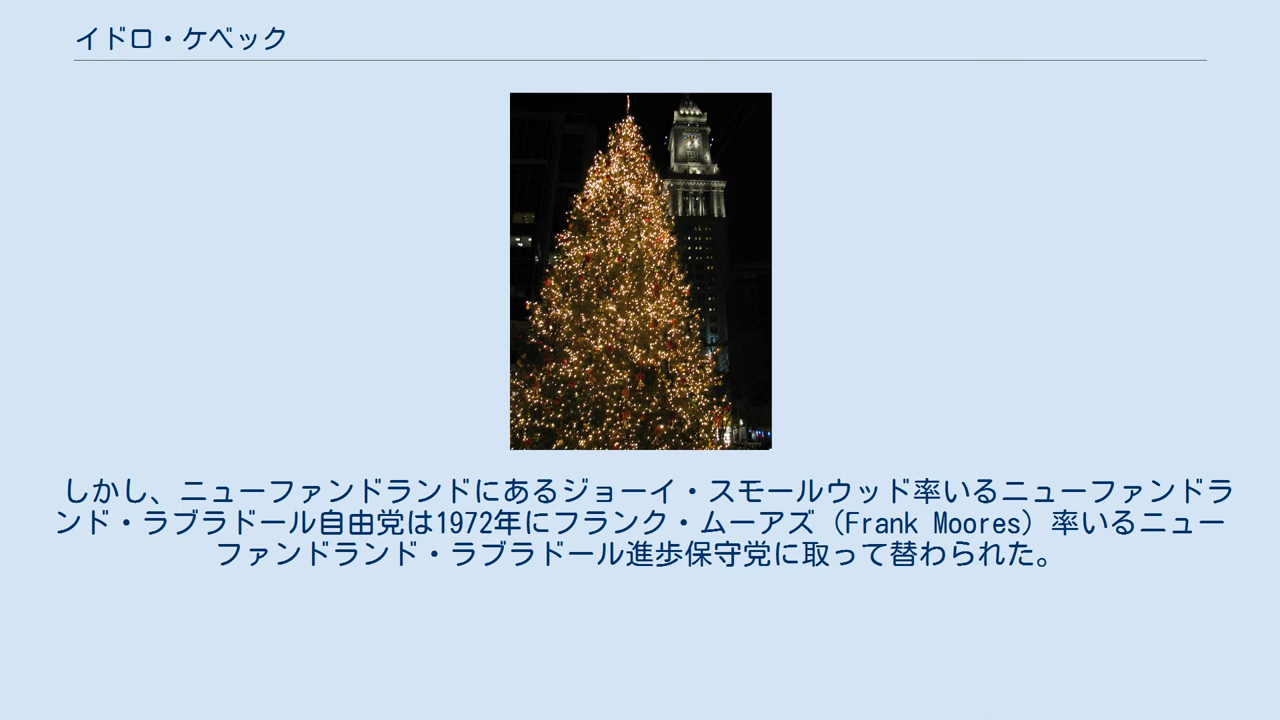 イドロ・ケベック
しかし、ニューファンドランドにあるジョーイ・スモールウッド率いるニューファンドラ
ンド・ラブラドール自由党は1972年にフランク・ムーアズ（Frank Moores）率いるニュー
ファンドランド・ラブラドール進歩保守党に取って替わられた。